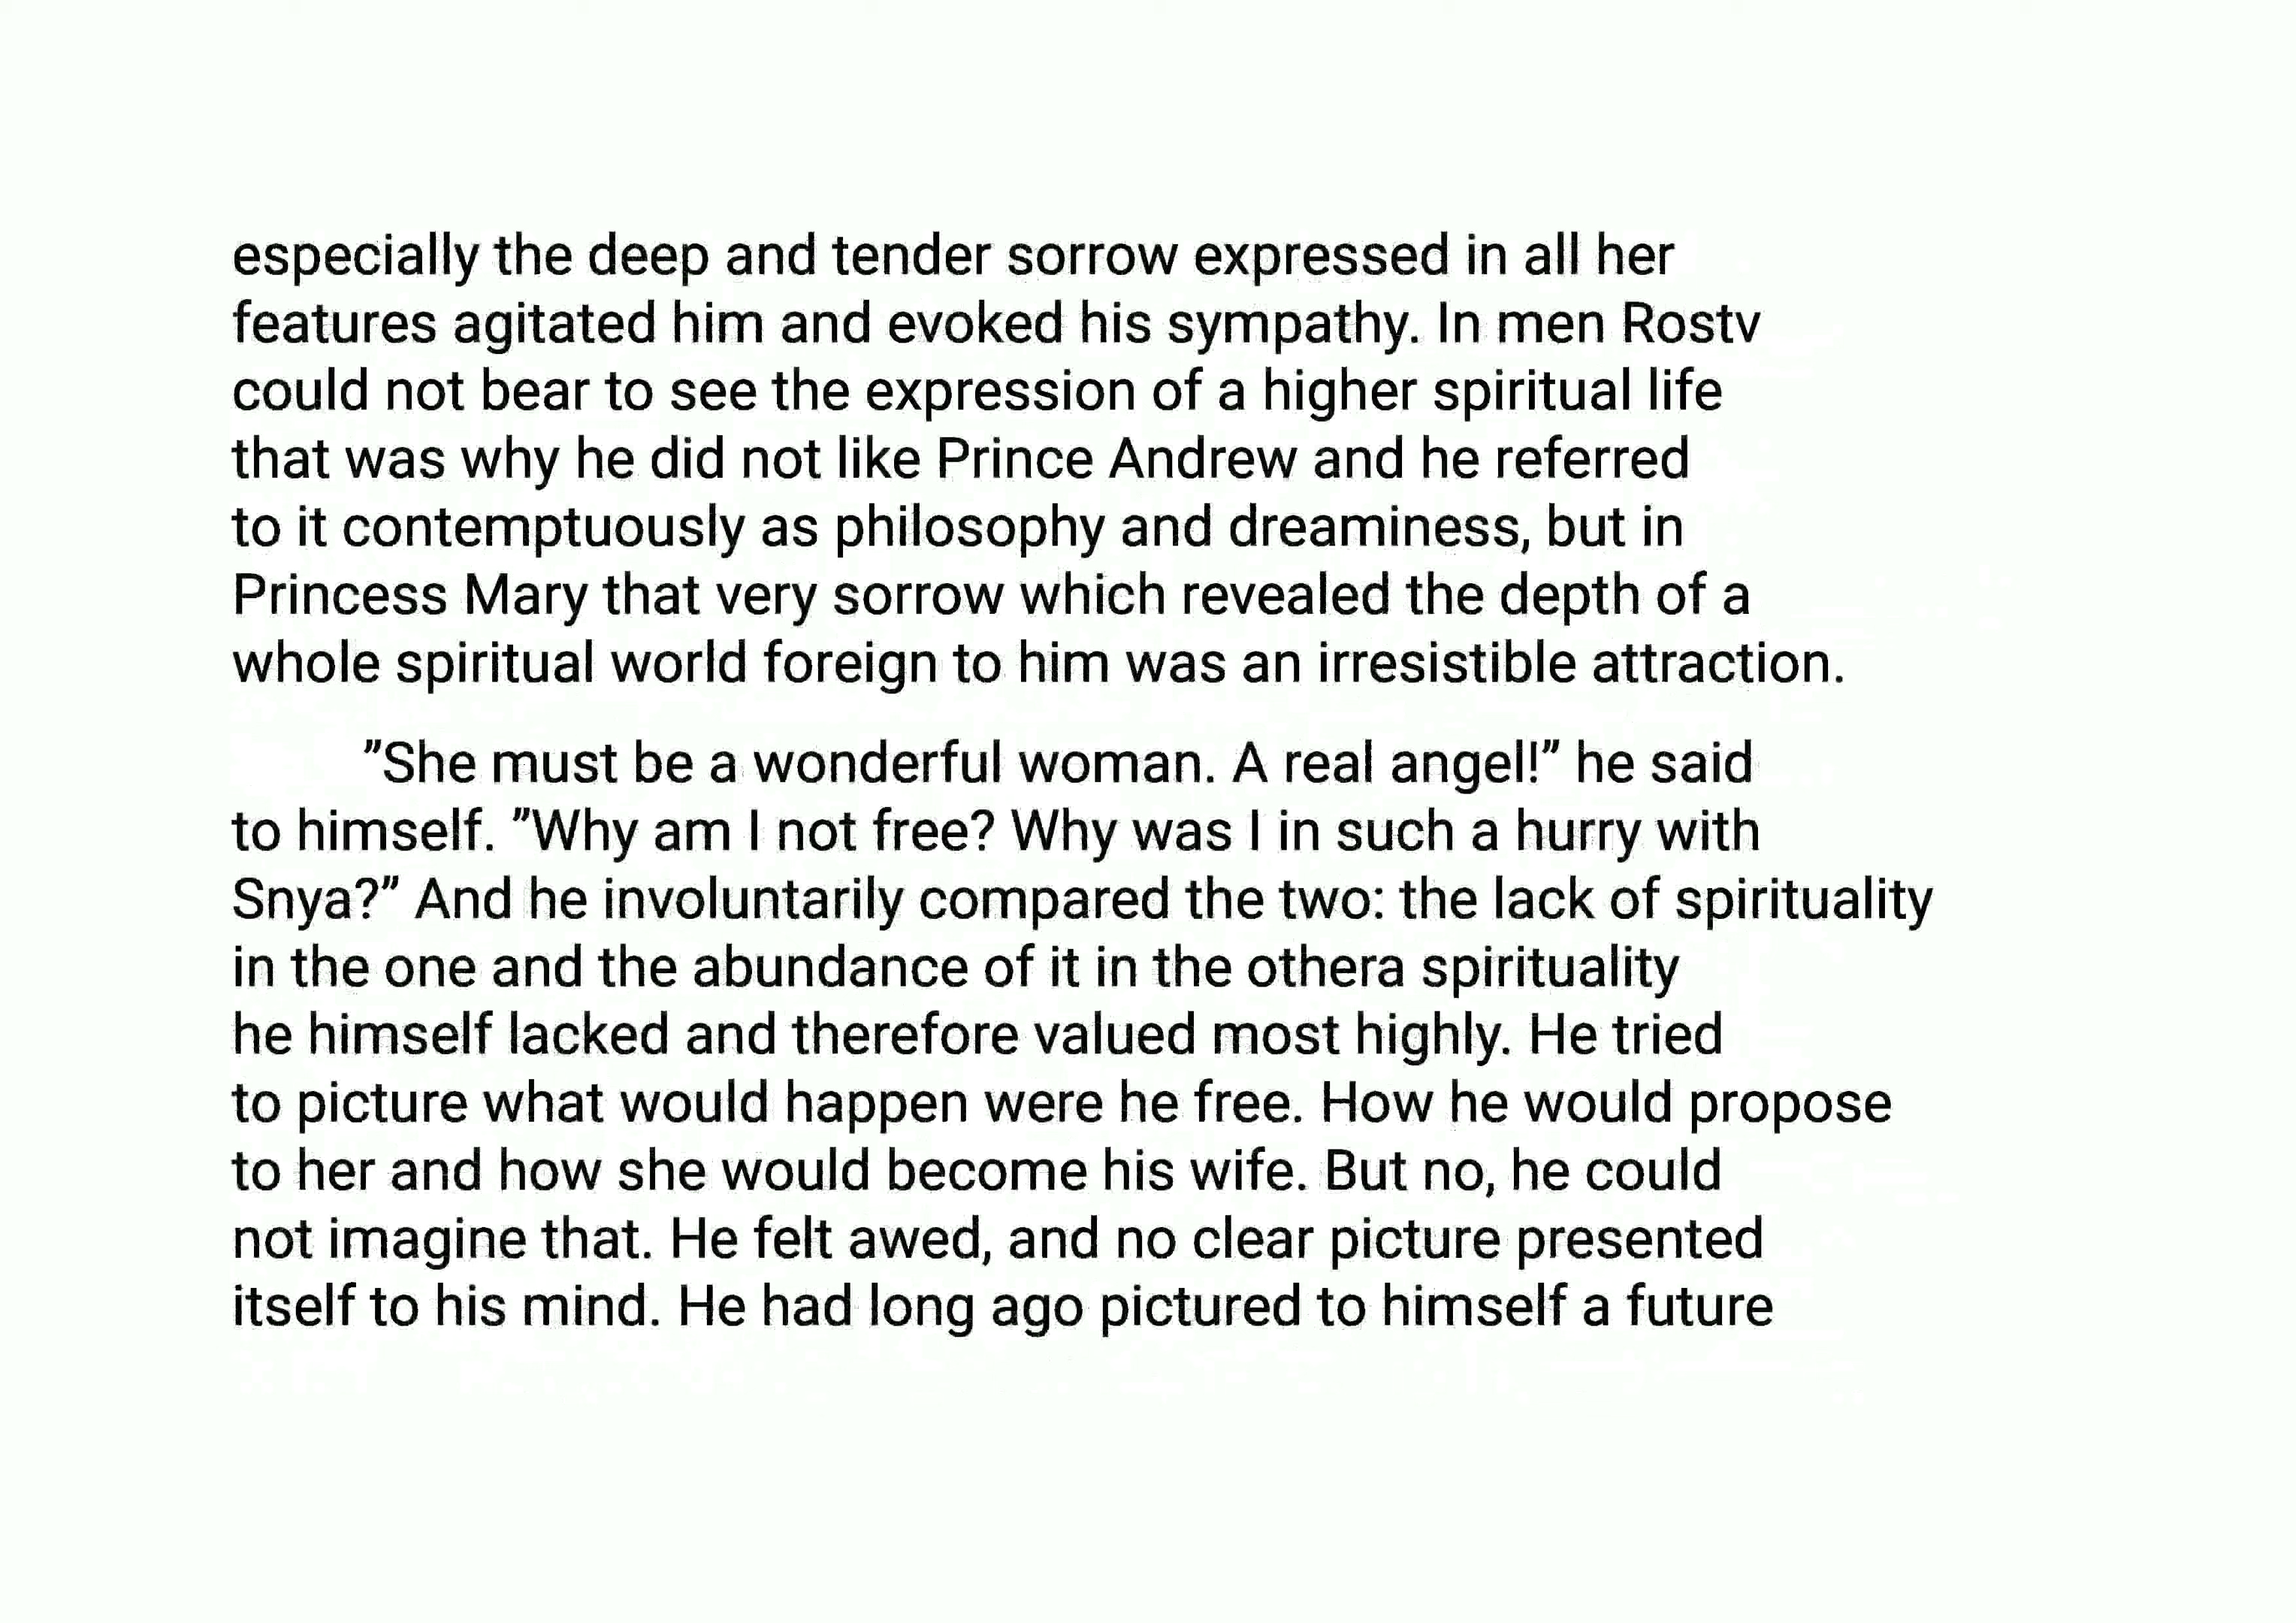 especially the deep and tender sorrow expressed in all her
features agitated him and evoked his sympathy. In men Rostv
could not bear to see the expression of a higher spiritual life
that was why he did not like Prince Andrew and he referred
to it contemptuously as philosophy and dreaminess, but in
Princess Mary that very sorrow which revealed the depth of a
whole spiritual world foreign to him was an irresistible attraction.
”She must be a wonderful woman. A real angel!” he said
to himself. ”Why am I not free? Why was I in such a hurry with
Snya?” And he involuntarily compared the two: the lack of spirituality
in the one and the abundance of it in the othera spirituality
he himself lacked and therefore valued most highly. He tried
to picture what would happen were he free. How he would propose
to her and how she would become his wife. But no, he could
not imagine that. He felt awed, and no clear picture presented
itself to his mind. He had long ago pictured to himself a future